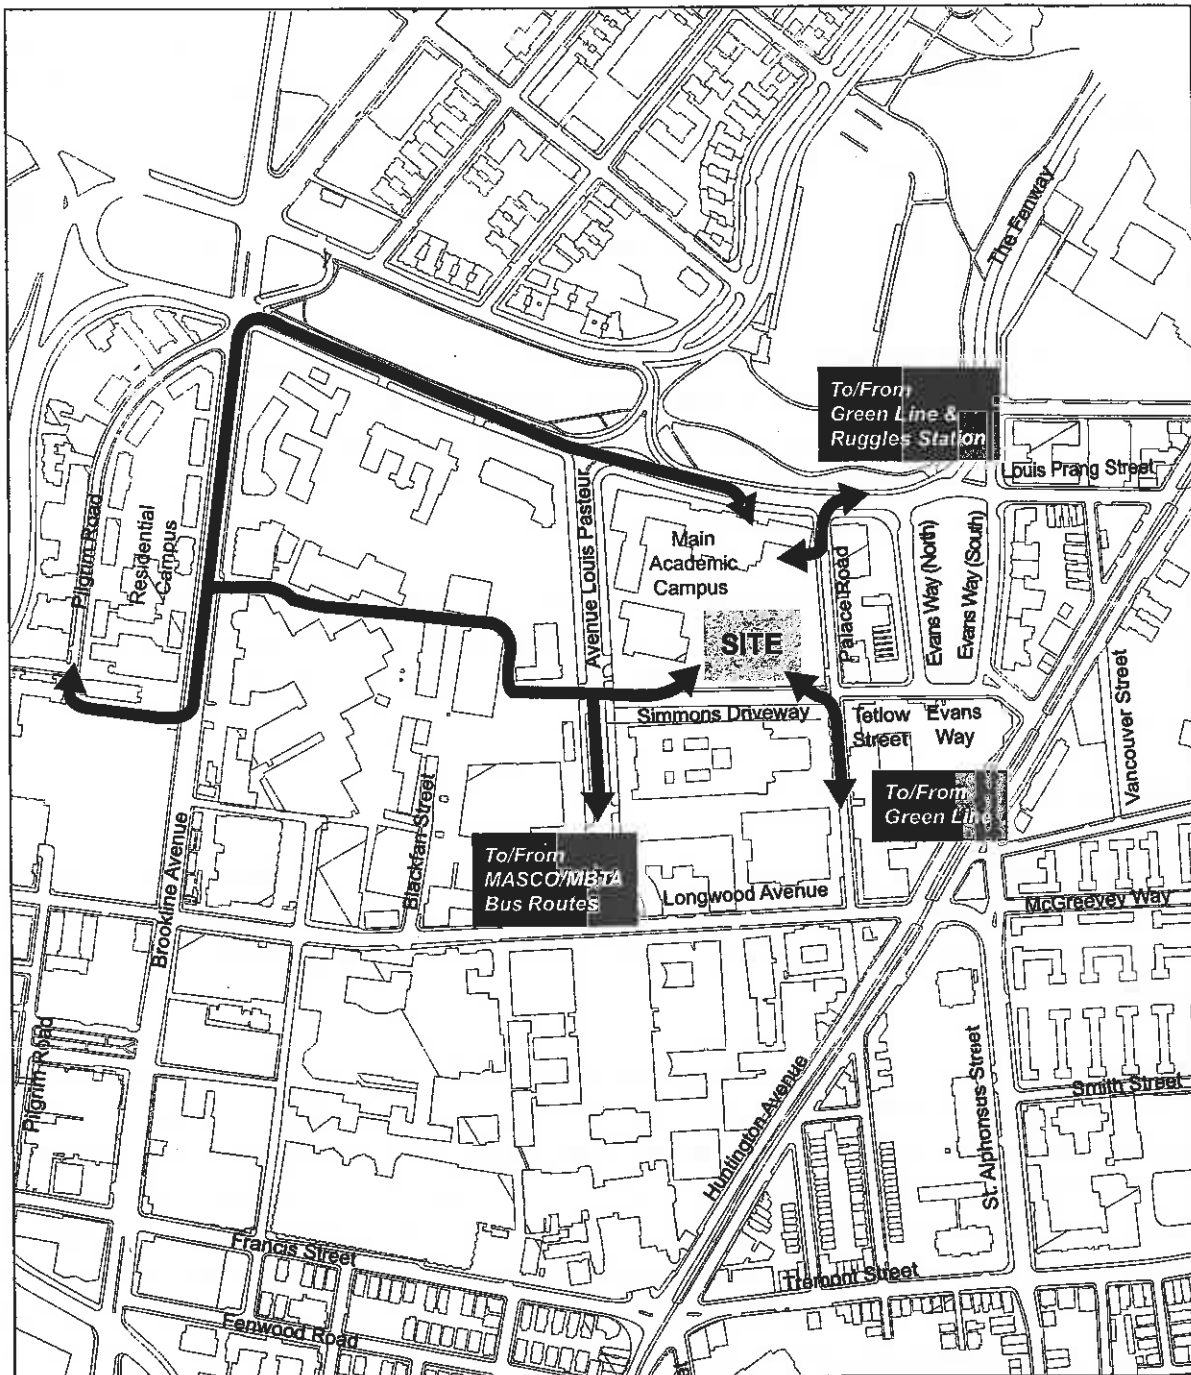 The Fenway
To/From
Green Line &
Ruggles Station
Louis Prang Street
Pilgrim Road
Residential
Campus
Avenue Louis Pasteur
Main
Academic
Campus
Palace Road
Evans Way (North)
Evans Way (South)
SITE
Vancouver Street
Simmons Driveway
Tetlow
Street
Evans
Way
To/From
Green Line
Brookline Avenue
Blackfan Street
To/From
MASCO/MBTA
Bus Routes
Longwood Avenue
McGreevey Way
Pilgrim Road
Huntington Avenue
St. Alphonsus Street
Smith Street
Francis Street
Tremont Street
Fenwood Road